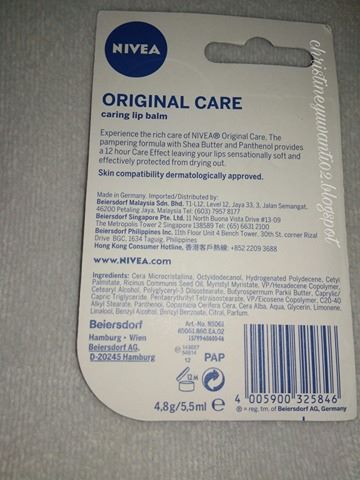 NIVEA
ORIGINAL CARE
caring lip balm
Experience the rich care of NIVEA® Original Care. The
pampering formula with Shea Butter and Panthenol provides
a 12 hour Care Effect leaving your lips sensationally soft and
effectively protected from drying out.
Skin compatibility dermatologically approved.
Made in Germany. Imported/Distributed by:
Beiersdorf Malaysia Sdn. Bhd. T1-L12, Level 12, Jaya 33, 3, Jalan Semangat,
46200 Petaling Jaya, Malaysia Tel: (603) 7957 8177
Beiersdorf Singapore Pte. Ltd. 11 North Buona Vista Drive #13-09
The Metropolis Tower 2 Singapore 138589 Tel: (65) 6631 2100
Beiersdorf Philippines Inc. 11th Floor 4 Bench Tower, 30th St. corner Rizal
Drive BGC, 1634 Taguig, Philippines
Hong Kong Consumer Hotline, 香港客戶熱線: +852 2209 3688
www.NIVEA.com
Ingredients: Cera Microcristallina, Octyldodecanol, Hydrogenated Polydecene, Cetyl
Palmitate, Ricinus Communis Seed Oil, Myristyl Myristate, VP/Hexadecene Copolymer,
Cetearyl Alcohol, Polyglyceryl-3 Diisostearate, Butyrospermum Parkii Butter, Caprylic/
Capric Triglyceride, Pentaerythrityl Tetraisostearate, VP/Eicosene Copolymer, C20-40
Alkyl Stearate, Panthenol, Copernicia Cerifera Cera, Cera Alba, Aqua, Glycerin, Limonene,
Linalool, Benzyl Alcohol, Benzyl Benzoate, Citral, Parfum.
Beiersdorf
Hamburg • Wien
Beiersdorf AG,
D-20245 Hamburg
Art.-No. 85061
12
PAP
12 M
4,8g/5,5ml ℮
4 005900 325846
® = reg. tm. of Beiersdorf AG, Germany